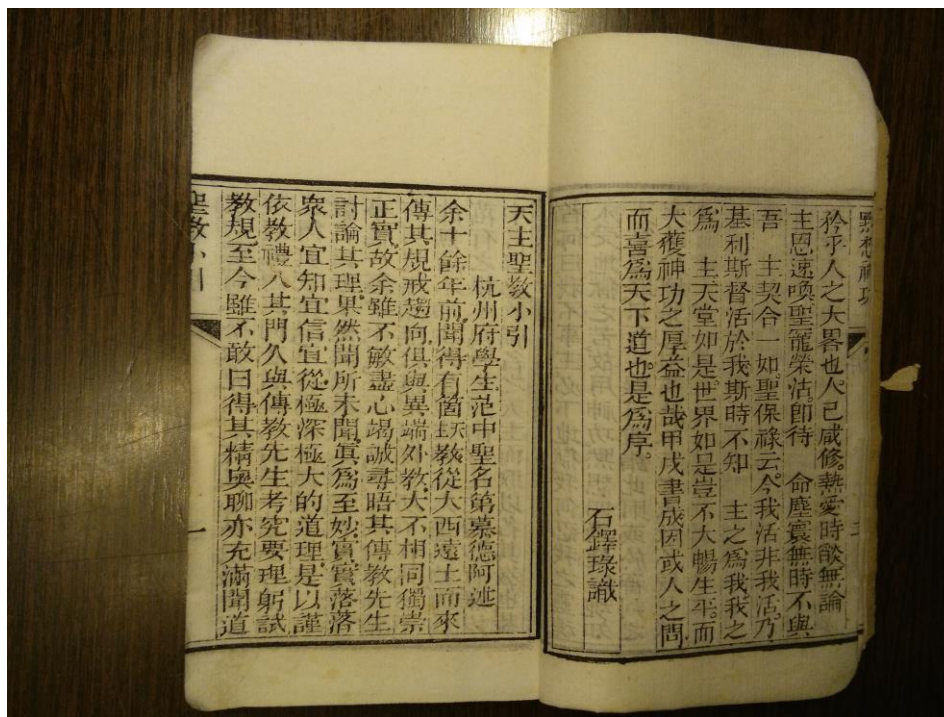 默想神功
矜乎人之大畧也人已咸修熱愛時欲無論
主恩速喚聖寵榮沾即待 命塵寰無時不與
吾 主契合一如聖保祿云今我活非我活乃
基利斯督活於我斯時不知 主之爲我我之
爲 主天堂如是世界如是豈不大暢生平而
大獲神功之厚益也哉甲戌書成因或人之問
而喜爲天下道也是爲序
石鐸琭識
天主聖教小引
杭州府學生范中聖名第慕德阿述
余十餘年前聞得有箇天主教從大西遠土而來
傳其規戒趨向俱與異端外教大不相同獨崇
正實故余雖不敏盡心竭誠尋晤其傳教先生
討論其理果然聞所未聞眞爲至妙實實落落
衆人宜知宜信宜從極深極大的道理是以謹
依教禮入其門久與傳教先生考究要理躬試
教規至今雖不敢曰得其精奧聊亦充滿聞道
聖教小引
一